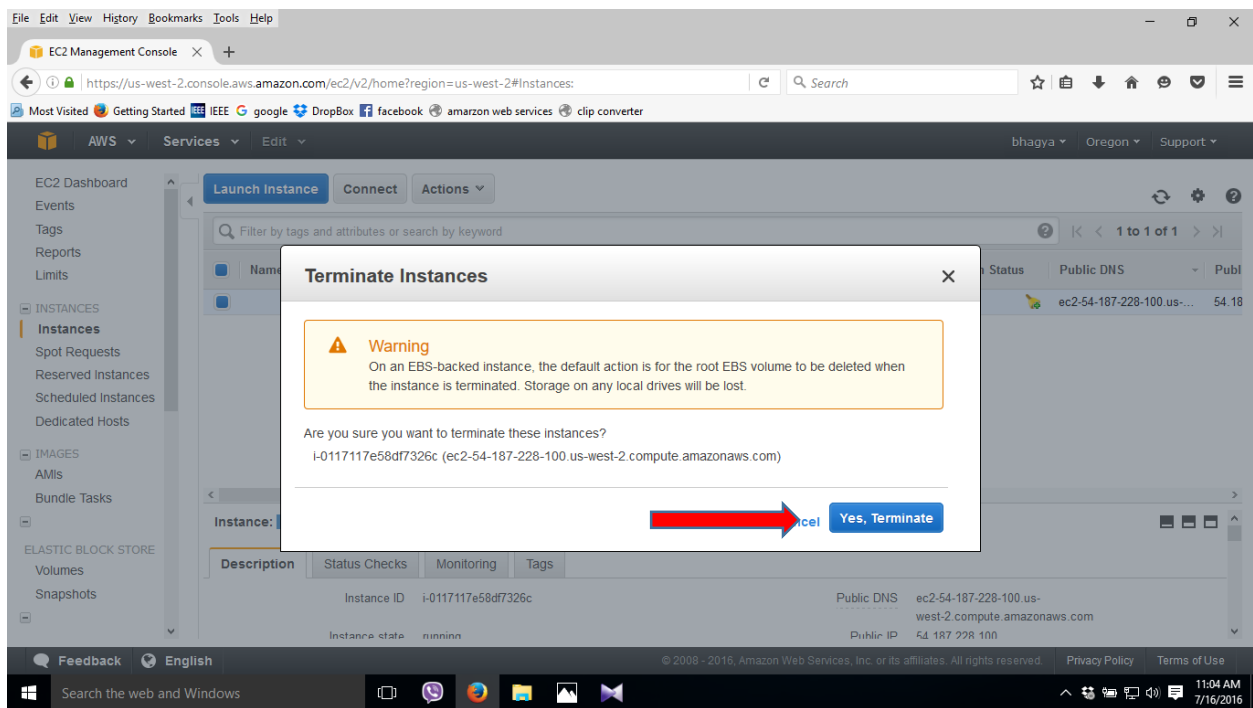 File Edit View History Bookmarks Tools Help
EC2 Management Console
https://us-west-2.console.aws.amazon.com/ec2/v2/home?region=us-west-2#Instances:
Search
Most Visited Getting Started IEEE google DropBox facebook amarzon web services clip converter
AWS Services Edit bhagya Oregon Support
EC2 Dashboard
Events
Tags
Reports
Limits
INSTANCES
Instances
Spot Requests
Reserved Instances
Scheduled Instances
Dedicated Hosts
IMAGES
AMIs
Bundle Tasks
ELASTIC BLOCK STORE
Volumes
Snapshots
Launch Instance Connect Actions
Filter by tags and attributes or search by keyword
1 to 1 of 1
Name Status Public DNS Publ
ec2-54-187-228-100.us-... 54.18
Terminate Instances
Warning
On an EBS-backed instance, the default action is for the root EBS volume to be deleted when
the instance is terminated. Storage on any local drives will be lost.
Are you sure you want to terminate these instances?
i-0117117e58df7326c (ec2-54-187-228-100.us-west-2.compute.amazonaws.com)
ncel Yes, Terminate
Instance:
Description Status Checks Monitoring Tags
Instance ID i-0117117e58df7326c
Public DNS ec2-54-187-228-100.us-
west-2.compute.amazonaws.com
Instance state running
Public IP 54.187.228.100
Feedback English
© 2008 - 2016, Amazon Web Services, Inc. or its affiliates. All rights reserved. Privacy Policy Terms of Use
Search the web and Windows
11:04 AM
7/16/2016